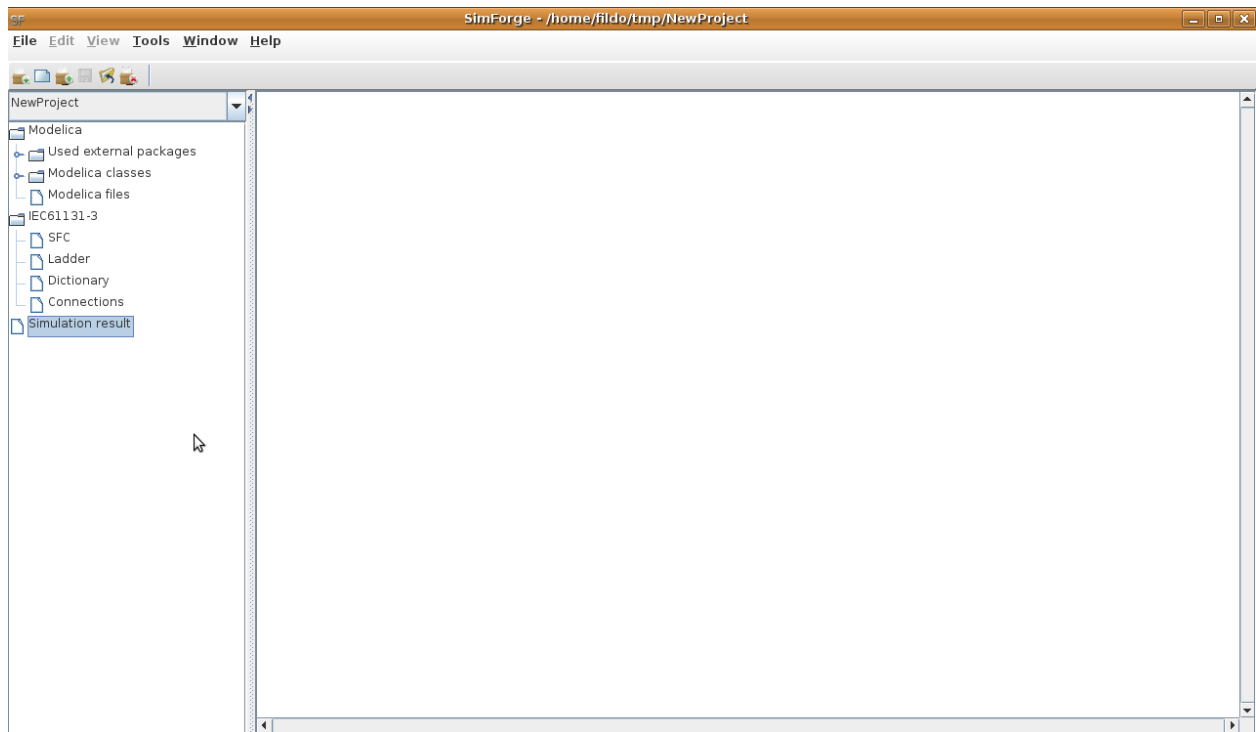 SF SimForge - /home/fildo/tmp/NewProject
File Edit View Tools Window Help
NewProject
Modelica
Used external packages
Modelica classes
Modelica files
IEC61131-3
SFC
Ladder
Dictionary
Connections
Simulation result